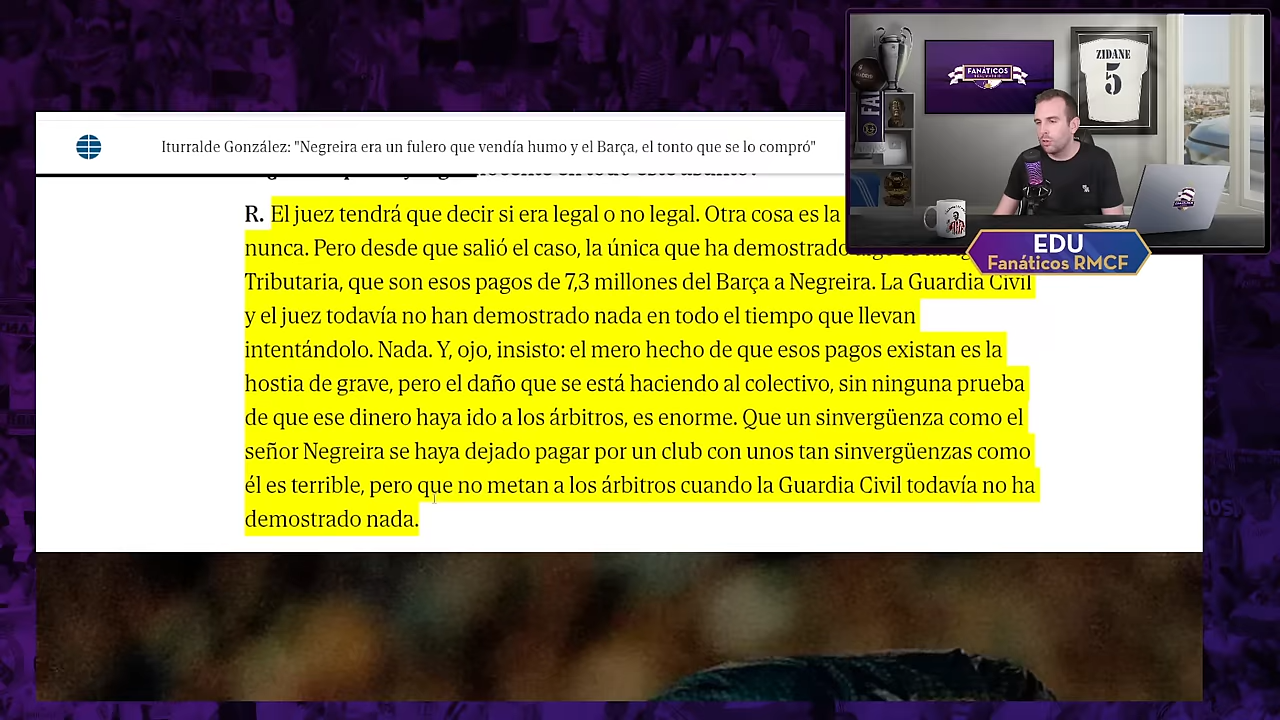 Iturralde González: "Negreira era un fulero que vendía humo y el Barça, el tonto que se lo compró"
R. El juez tendrá que decir si era legal o no legal. Otra cosa es la
nunca. Pero desde que salió el caso, la única que ha demostrado
Tributaria, que son esos pagos de 7,3 millones del Barça a Negreira. La Guardia Civil
y el juez todavía no han demostrado nada en todo el tiempo que llevan
intentándolo. Nada. Y, ojo, insisto: el mero hecho de que esos pagos existan es la
hostia de grave, pero el daño que se está haciendo al colectivo, sin ninguna prueba
de que ese dinero haya ido a los árbitros, es enorme. Que un sinvergüenza como el
señor Negreira se haya dejado pagar por un club con unos tan sinvergüenzas como
él es terrible, pero que no metan a los árbitros cuando la Guardia Civil todavía no ha
demostrado nada.
FANÁTICOS
ZIDANE
5
EDU
Fanáticos RMCF